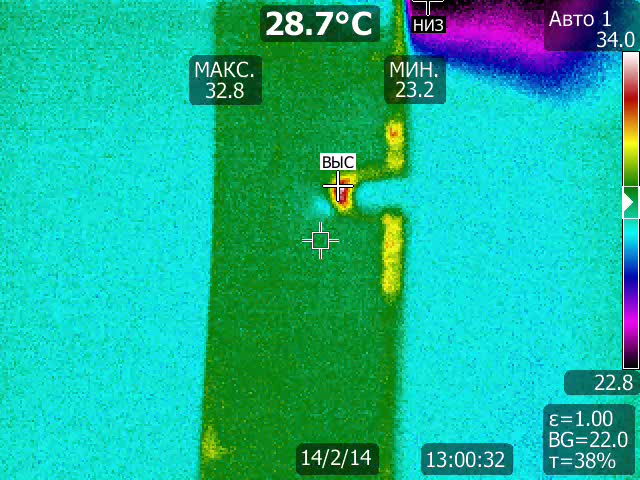 28.7°C
НИЗ
Авто 1
34.0
МАКС.
32.8
МИН.
23.2
ВЫС
22.8
ε=1.00
BG=22.0
τ=38%
14/2/14
13:00:32